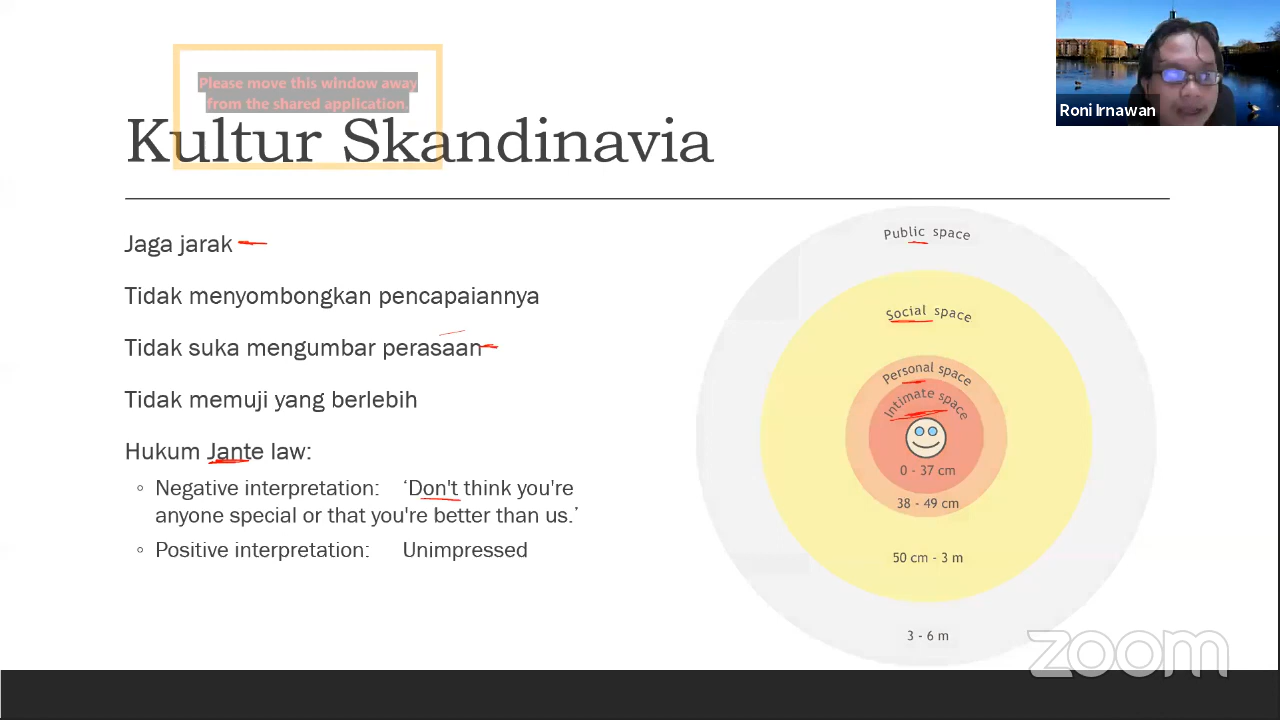 Please move this window away
from the shared application.
Kultur Skandinavia
Roni Irnawan
Jaga jarak
Tidak menyombongkan pencapaiannya
Tidak suka mengumbar perasaan
Tidak memuji yang berlebih
Hukum Jante law:
◦ Negative interpretation: ‘Don't think you're
anyone special or that you're better than us.’
◦ Positive interpretation: Unimpressed
Public space
Social space
Personal space
Intimate space
0 - 37 cm
38 - 49 cm
50 cm - 3 m
3 - 6 m
zoom